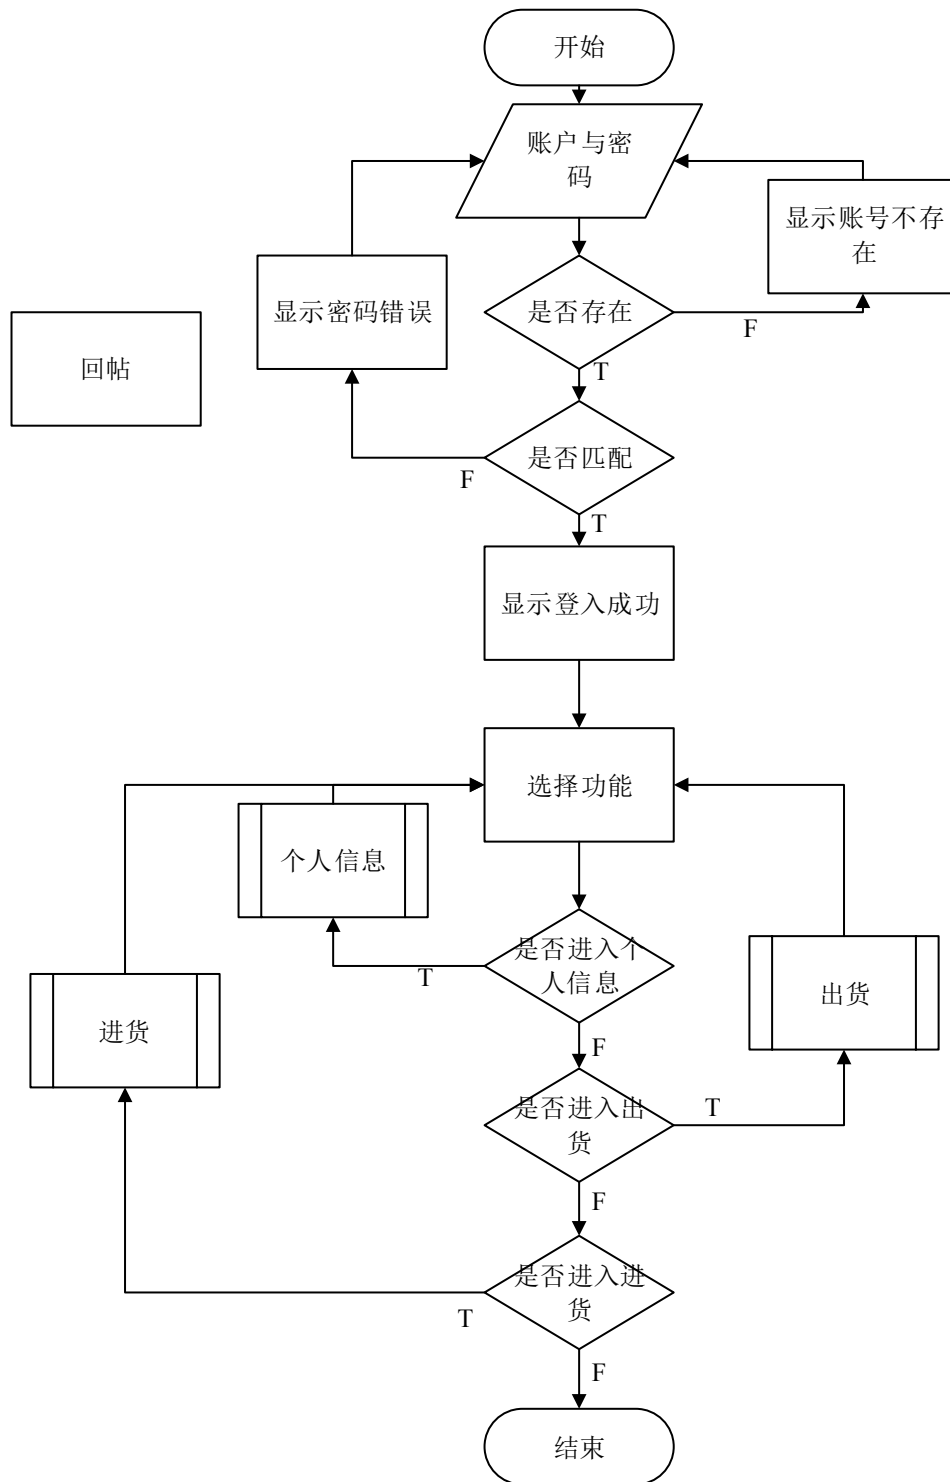 开始
账户与密
码
显示账号不存
在
显示密码错误
是否存在
F
回帖
T
是否匹配
F
T
显示登入成功
选择功能
个人信息
是否进入个
人信息
T
出货
进货
F
是否进入出
货
T
F
是否进入进
货
T
F
结束